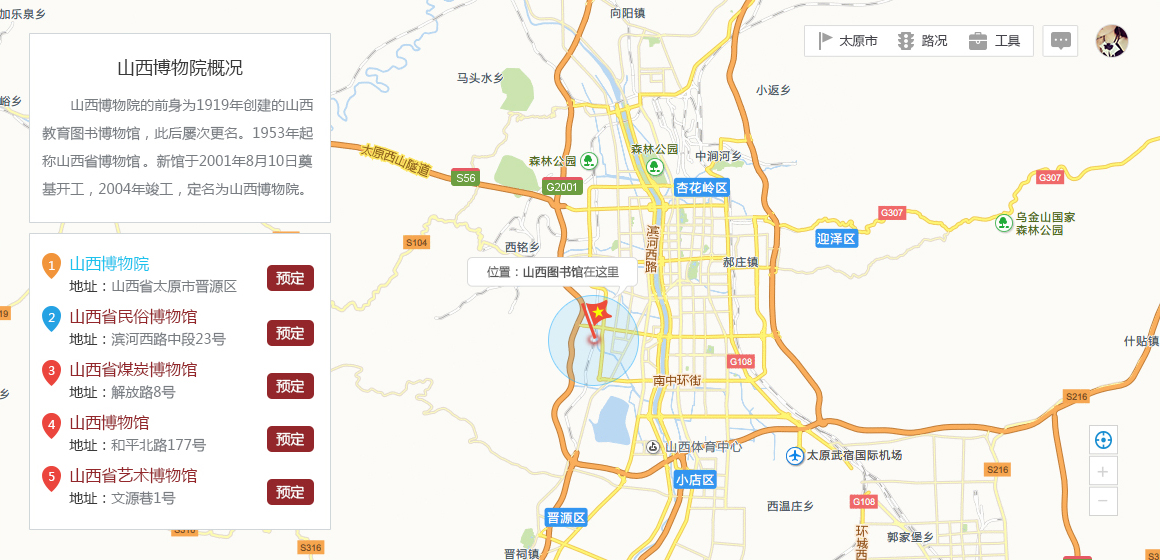 加乐泉乡
峪乡
山西博物院概况
山西博物院的前身为1919年创建的山西
教育图书博物馆，此后屡次更名。1953年起
称山西省博物馆。新馆于2001年8月10日奠
基开工，2004年竣工，定名为山西博物院。
1
山西博物院
地址：山西省太原市晋源区
预定
2
山西省民俗博物馆
地址：滨河西路中段23号
预定
3
山西省煤炭博物馆
地址：解放路8号
预定
4
山西博物馆
地址：和平北路177号
预定
5
山西省艺术博物馆
地址：文源巷1号
预定
太原市
路况
工具
向阳镇
马头水乡
小返乡
太原西山隧道
S56
G2001
森林公园
森林公园
中涧河乡
杏花岭区
G307
G307
乌金山国家
森林公园
迎泽区
S104
西铭乡
滨河西路
郝庄镇
位置：山西图书馆在这里
G108
什贴镇
南中环街
S216
山西体育中心
太原武宿国际机场
S216
小店区
西温庄乡
G108
晋源区
郭家堡乡
环城西
晋祠镇
S316
S316
乡
+
−